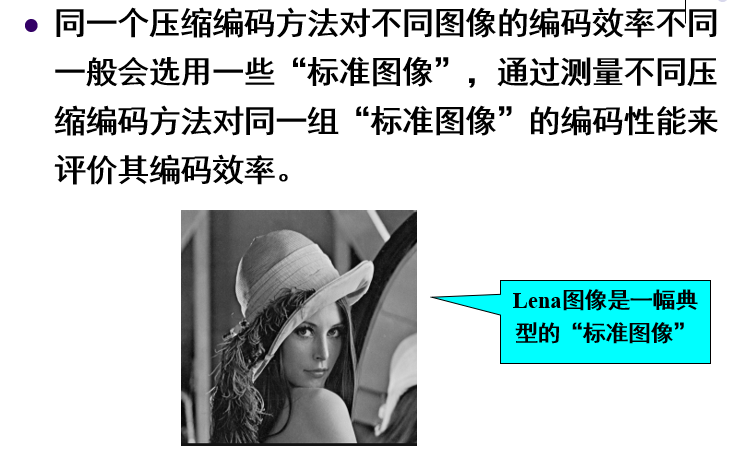 同一个压缩编码方法对不同图像的编码效率不同
一般会选用一些“标准图像”，通过测量不同压
缩编码方法对同一组“标准图像”的编码性能来
评价其编码效率。
Lena图像是一幅典
型的“标准图像”